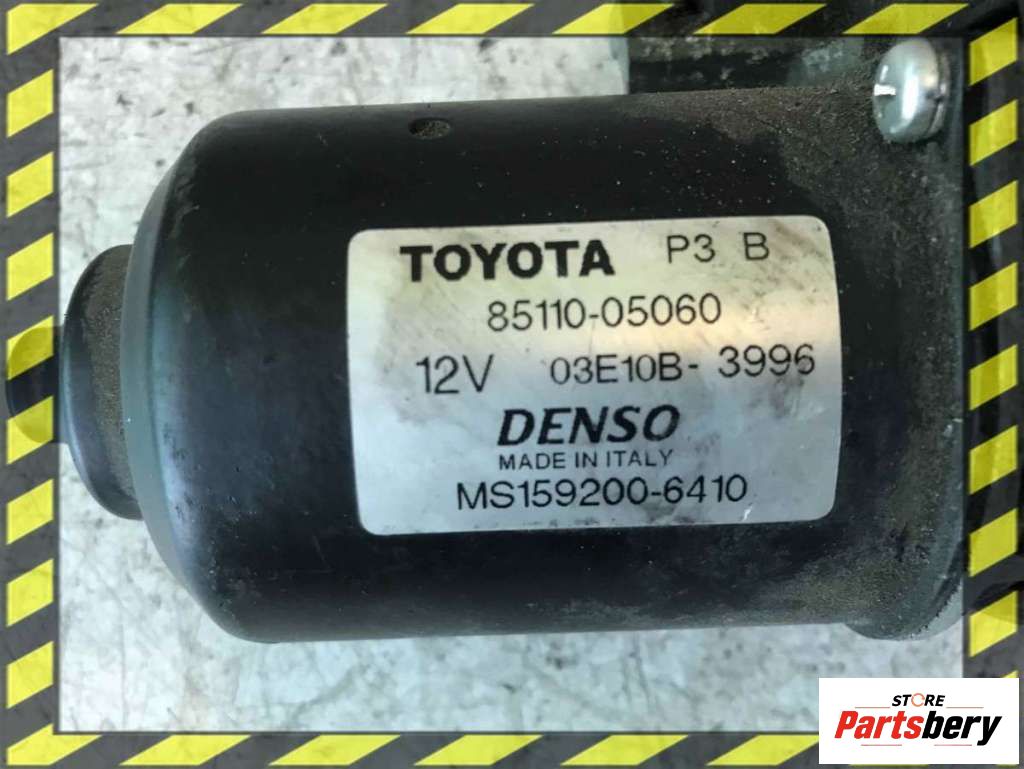 TOYOTA P3 B
85110-05060
12V 03E10B- 3996
DENSO
MADE IN ITALY
MS159200-6410
STORE
Partsbery